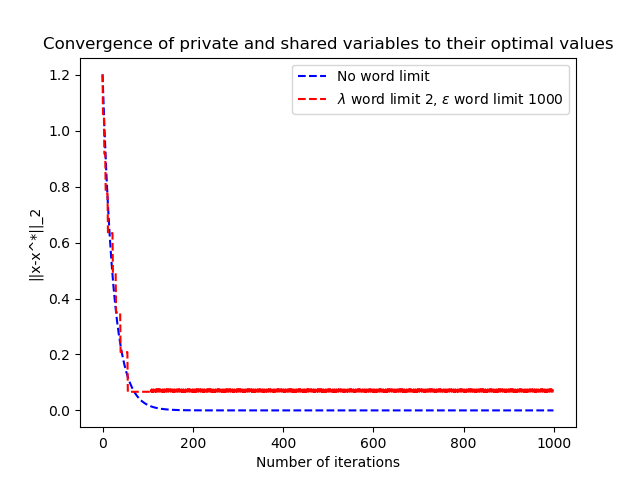 Convergence of private and shared variables to their optimal values
No word limit
λ word limit 2, ε word limit 1000
||x-x^*||_2
1.2
1.0
0.8
0.6
0.4
0.2
0.0
0 200 400 600 800 1000
Number of iterations